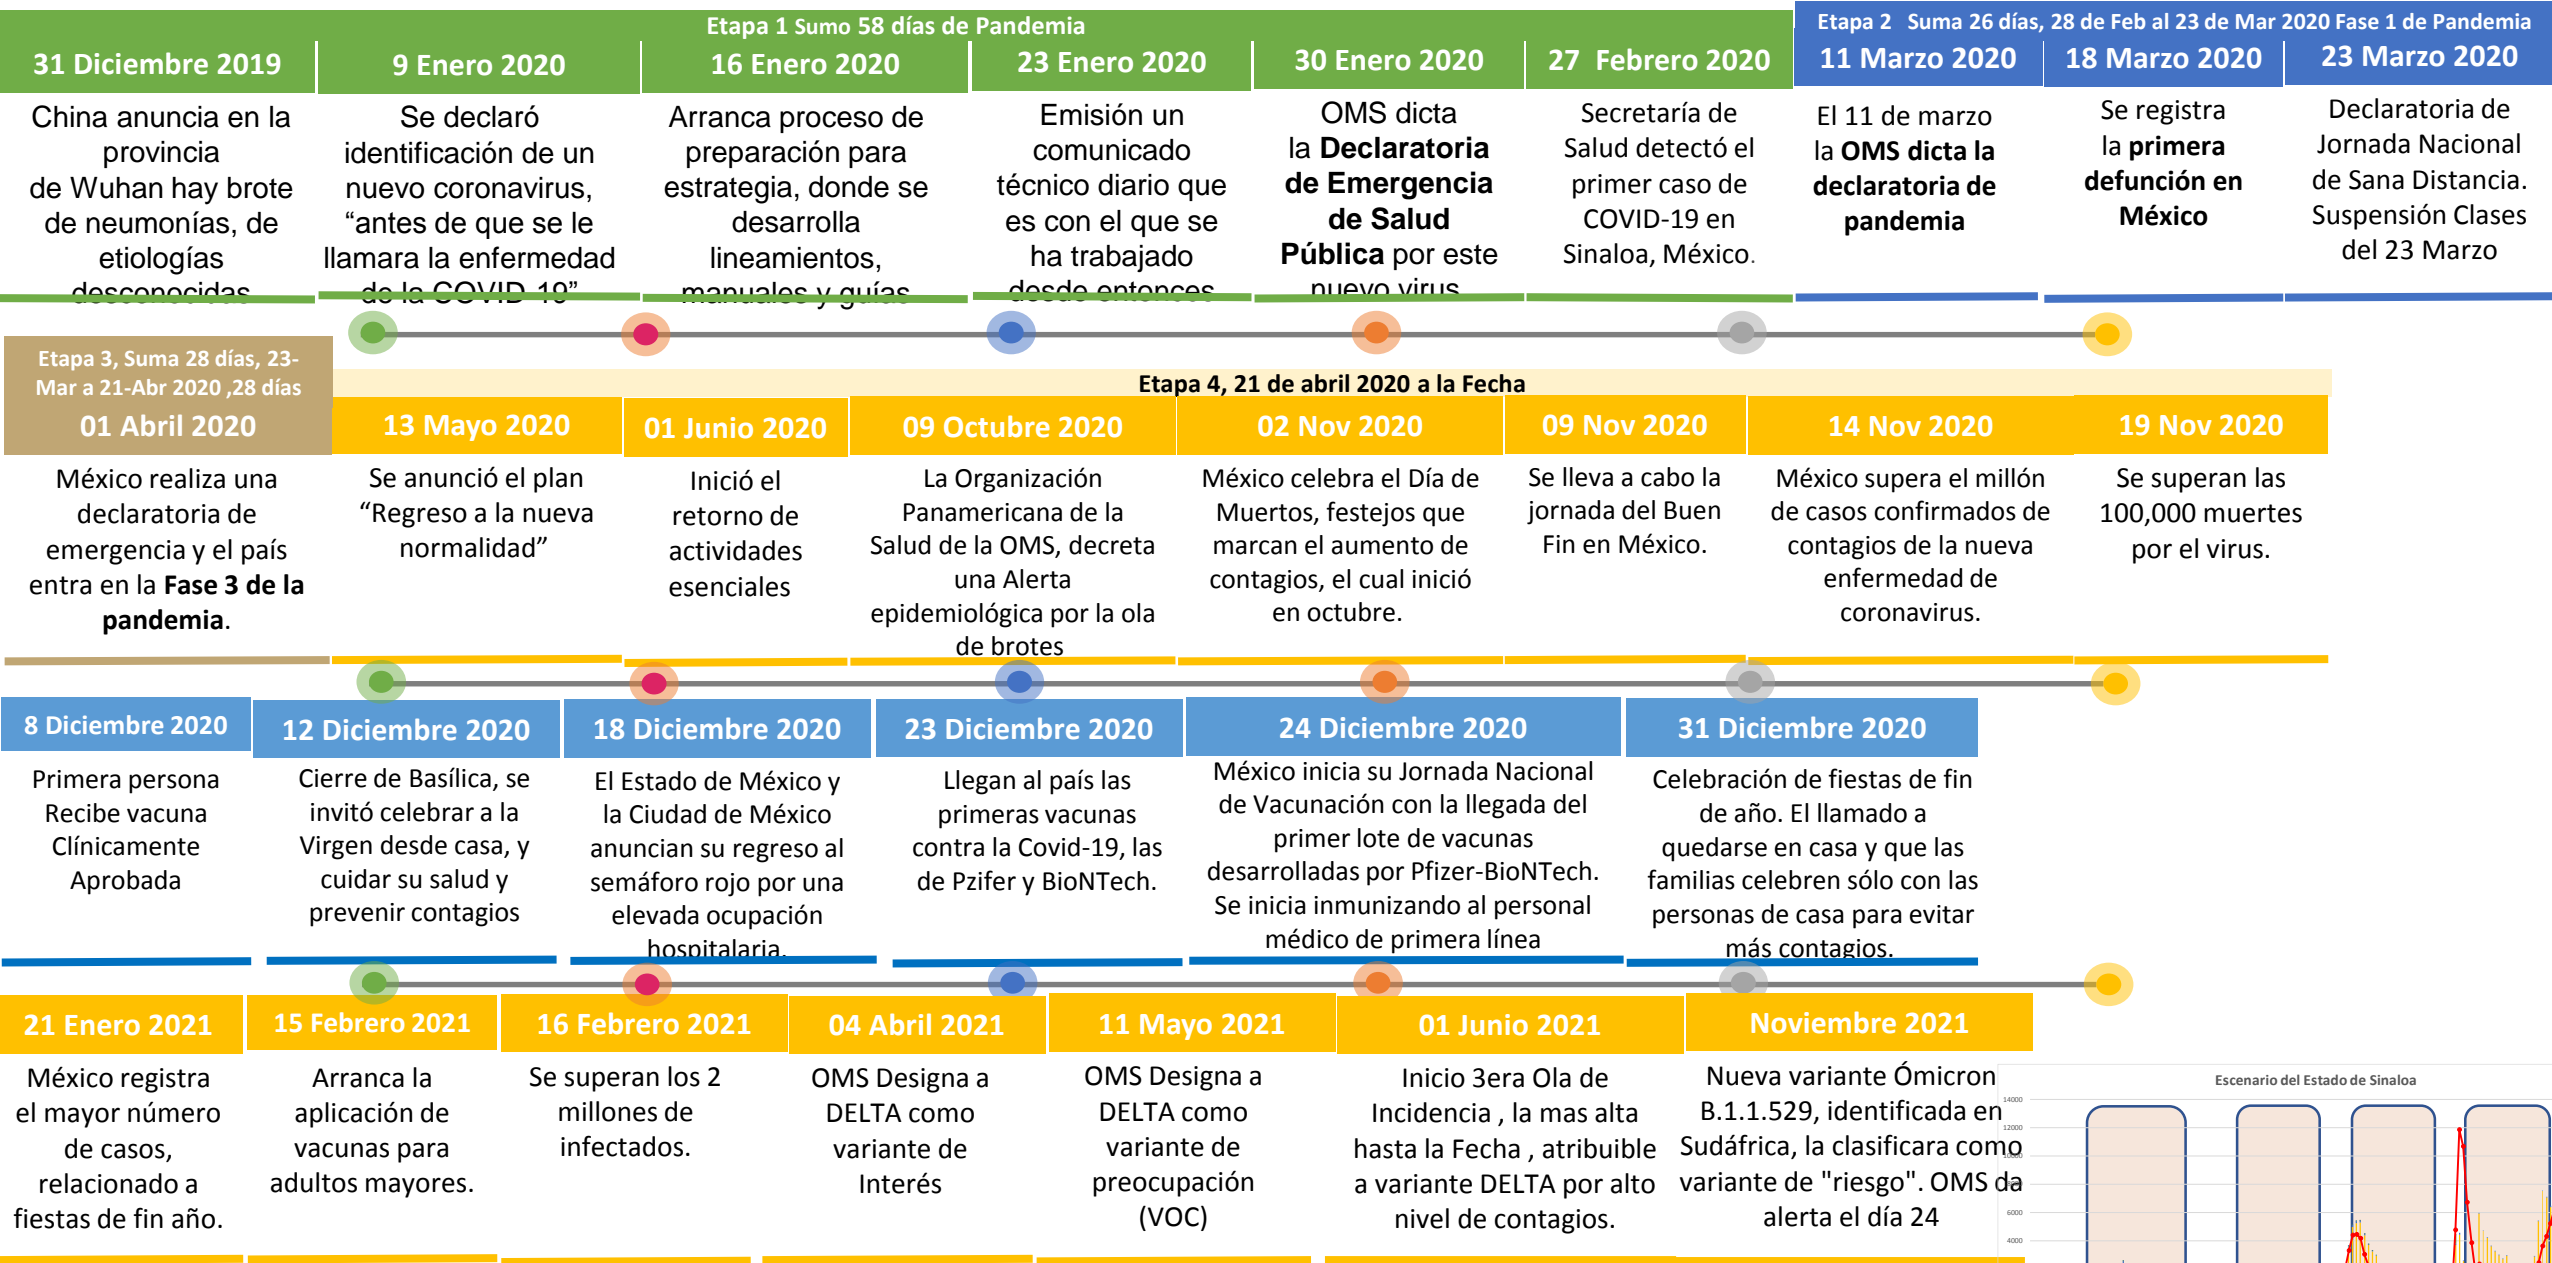 Etapa 1 Sumo 58 días de Pandemia
Etapa 2 Suma 26 días, 28 de Feb al 23 de Mar 2020 Fase 1 de Pandemia
31 Diciembre 2019
China anuncia en la
provincia
de Wuhan hay brote
de neumonías, de
etiologías
desconocidas
9 Enero 2020
Se declaró
identificación de un
nuevo coronavirus,
“antes de que se le
llamara la enfermedad
de la COVID-19”
16 Enero 2020
Arranca proceso de
preparación para
estrategia, donde se
desarrolla
lineamientos,
manuales y guías
23 Enero 2020
Emisión un
comunicado
técnico diario que
es con el que se
ha trabajado
desde entonces
30 Enero 2020
OMS dicta
la Declaratoria
de Emergencia
de Salud
Pública por este
nuevo virus
27 Febrero 2020
Secretaría de
Salud detectó el
primer caso de
COVID-19 en
Sinaloa, México.
11 Marzo 2020
El 11 de marzo
la OMS dicta la
declaratoria de
pandemia
18 Marzo 2020
Se registra
la primera
defunción en
México
23 Marzo 2020
Declaratoria de
Jornada Nacional
de Sana Distancia.
Suspensión Clases
del 23 Marzo
Etapa 3, Suma 28 días, 23-
Mar a 21-Abr 2020 ,28 días
01 Abril 2020
México realiza una
declaratoria de
emergencia y el país
entra en la Fase 3 de la
pandemia.
Etapa 4, 21 de abril 2020 a la Fecha
13 Mayo 2020
Se anunció el plan
“Regreso a la nueva
normalidad”
01 Junio 2020
Inició el
retorno de
actividades
esenciales
09 Octubre 2020
La Organización
Panamericana de la
Salud de la OMS, decreta
una Alerta
epidemiológica por la ola
de brotes
02 Nov 2020
México celebra el Día de
Muertos, festejos que
marcan el aumento de
contagios, el cual inició
en octubre.
09 Nov 2020
Se lleva a cabo la
jornada del Buen
Fin en México.
14 Nov 2020
México supera el millón
de casos confirmados de
contagios de la nueva
enfermedad de
coronavirus.
19 Nov 2020
Se superan las
100,000 muertes
por el virus.
8 Diciembre 2020
Primera persona
Recibe vacuna
Clínicamente
Aprobada
12 Diciembre 2020
Cierre de Basílica, se
invitó celebrar a la
Virgen desde casa, y
cuidar su salud y
prevenir contagios
18 Diciembre 2020
El Estado de México y
la Ciudad de México
anuncian su regreso al
semáforo rojo por una
elevada ocupación
hospitalaria.
23 Diciembre 2020
Llegan al país las
primeras vacunas
contra la Covid-19, las
de Pzifer y BioNTech.
24 Diciembre 2020
México inicia su Jornada Nacional
de Vacunación con la llegada del
primer lote de vacunas
desarrolladas por Pfizer-BioNTech.
Se inicia inmunizando al personal
médico de primera línea
31 Diciembre 2020
Celebración de fiestas de fin
de año. El llamado a
quedarse en casa y que las
familias celebren sólo con las
personas de casa para evitar
más contagios.
21 Enero 2021
México registra
el mayor número
de casos,
relacionado a
fiestas de fin año.
15 Febrero 2021
Arranca la
aplicación de
vacunas para
adultos mayores.
16 Febrero 2021
Se superan los 2
millones de
infectados.
04 Abril 2021
OMS Designa a
DELTA como
variante de
Interés
11 Mayo 2021
OMS Designa a
DELTA como
variante de
preocupación
(VOC)
01 Junio 2021
Inicio 3era Ola de
Incidencia , la mas alta
hasta la Fecha , atribuible
a variante DELTA por alto
nivel de contagios.
Noviembre 2021
Nueva variante Ómicron
B.1.1.529, identificada en
Sudáfrica, la clasificara como
variante de "riesgo". OMS da
alerta el día 24
Escenario del Estado de Sinaloa
14000
12000
10000
6000
4000